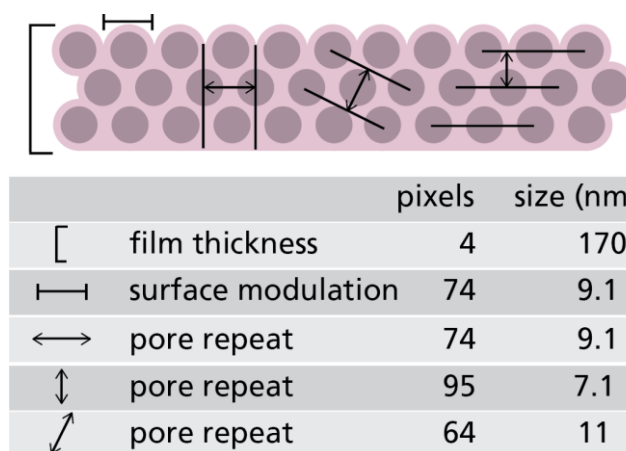 pixels size (nm
film thickness 4 170
surface modulation 74 9.1
pore repeat 74 9.1
pore repeat 95 7.1
pore repeat 64 11